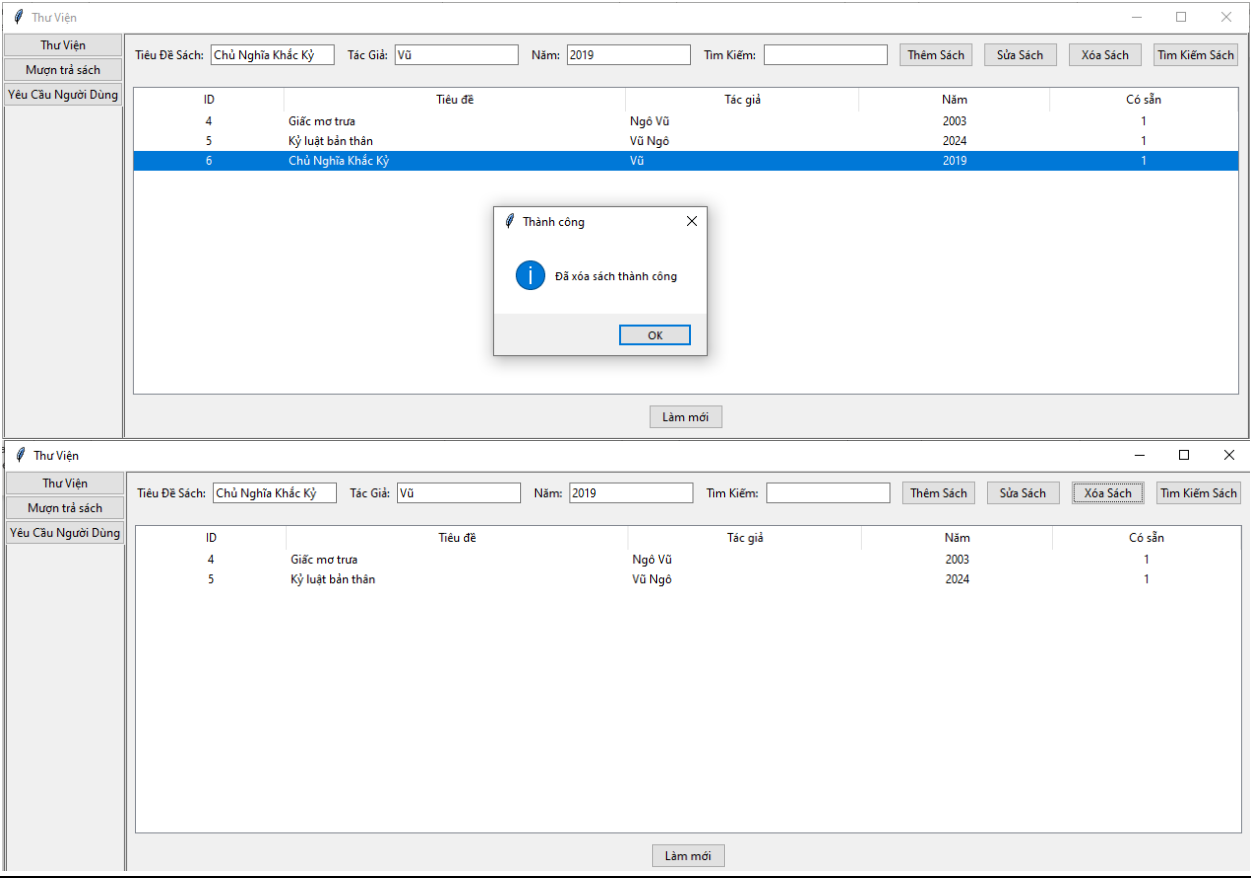 Thư Viện
Thư Viện
Mượn trả sách
Yêu Cầu Người Dùng
Tiêu Đề Sách: Chủ Nghĩa Khắc Kỷ Tác Giả: Vũ Năm: 2019 Tìm Kiếm: Thêm Sách Sửa Sách Xóa Sách Tìm Kiếm Sách
ID Tiêu đề Tác giả Năm Có sẵn
4 Giấc mơ trưa Ngô Vũ 2003 1
5 Kỷ luật bản thân Vũ Ngô 2024 1
6 Chủ Nghĩa Khắc Kỷ Vũ 2019 1
Thành công
Đã xóa sách thành công
OK
Làm mới
Thư Viện
Thư Viện
Mượn trả sách
Yêu Cầu Người Dùng
Tiêu Đề Sách: Chủ Nghĩa Khắc Kỷ Tác Giả: Vũ Năm: 2019 Tìm Kiếm: Thêm Sách Sửa Sách Xóa Sách Tìm Kiếm Sách
ID Tiêu đề Tác giả Năm Có sẵn
4 Giấc mơ trưa Ngô Vũ 2003 1
5 Kỷ luật bản thân Vũ Ngô 2024 1
Làm mới